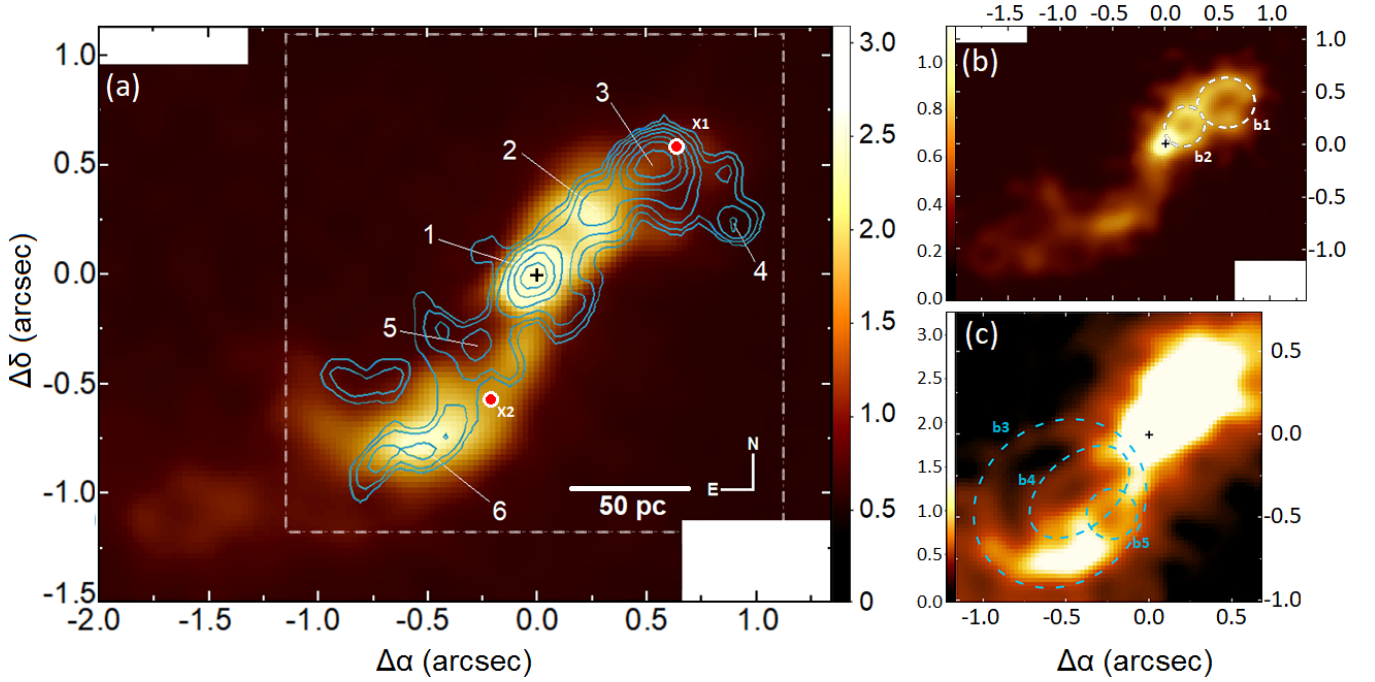 (a)
1.0
0.5
0.0
-0.5
-1.0
-1.5
Δδ (arcsec)
-2.0 -1.5 -1.0 -0.5 0.0 0.5 1.0
Δα (arcsec)
1
2
3
4
5
6
X1
X2
N
E
50 pc
3.0
2.5
2.0
1.5
1.0
0.5
0
-1.5 -1.0 -0.5 0.0 0.5 1.0
(b)
1.0
0.8
0.6
0.4
0.2
0.0
b1
b2
1.0
0.5
0.0
-0.5
-1.0
(c)
3.0
2.5
2.0
1.5
1.0
0.5
0.0
b3
b4
b5
0.5
0.0
-0.5
-1.0
-1.0 -0.5 0.0 0.5
Δα (arcsec)